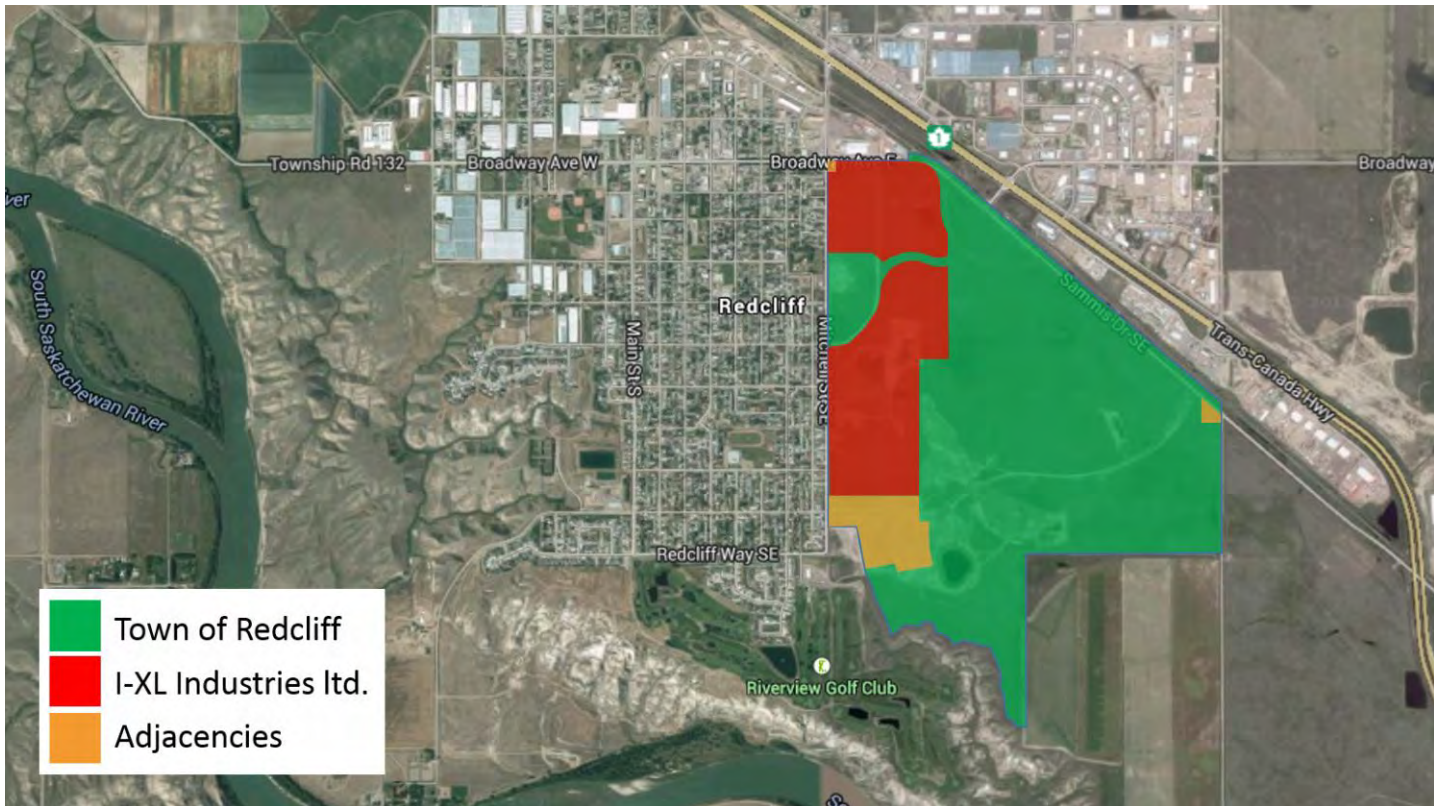 1
Township Rd 132
Broadway Ave W
Broadway Ave E
Broadway
South Saskatchewan River
Redcliff
Main St S
Mitchell St SE
Sammis Dr SE
Trans-Canada Hwy
Redcliff Way SE
Riverview Golf Club
Town of Redcliff
I-XL Industries ltd.
Adjacencies